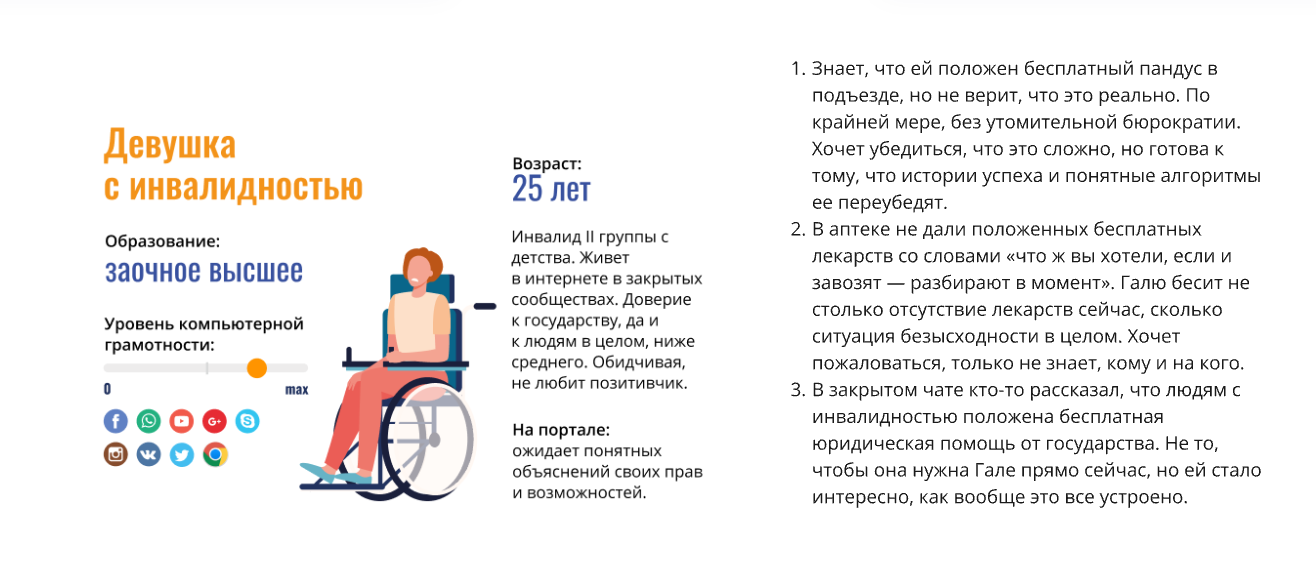 Девушка
с инвалидностью
Образование:
заочное высшее
Уровень компьютерной
грамотности:
0 max
Возраст:
25 лет
Инвалид II группы с
детства. Живет
в интернете в закрытых
сообществах. Доверие
к государству, да и
к людям в целом, ниже
среднего. Обидчивая,
не любит позитивчик.
На портале:
ожидает понятных
объяснений своих прав
и возможностей.
1. Знает, что ей положен бесплатный пандус в
подъезде, но не верит, что это реально. По
крайней мере, без утомительной бюрократии.
Хочет убедиться, что это сложно, но готова к
тому, что истории успеха и понятные алгоритмы
ее переубедят.
2. В аптеке не дали положенных бесплатных
лекарств со словами «что ж вы хотели, если и
завозят — разбирают в момент». Галю бесит не
столько отсутствие лекарств сейчас, сколько
ситуация безысходности в целом. Хочет
пожаловаться, только не знает, кому и на кого.
3. В закрытом чате кто-то рассказал, что людям с
инвалидностью положена бесплатная
юридическая помощь от государства. Не то,
чтобы она нужна Гале прямо сейчас, но ей стало
интересно, как вообще это все устроено.